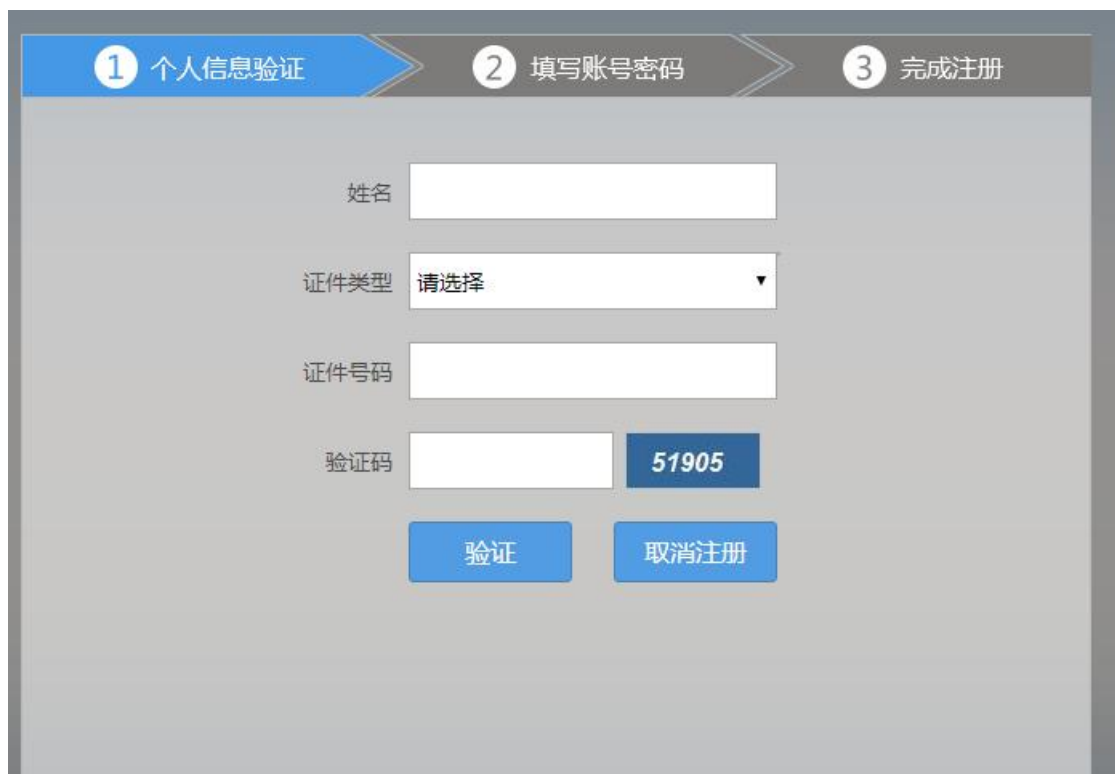 1 个人信息验证 2 填写账号密码 3 完成注册
姓名
证件类型 请选择
证件号码
验证码 51905
验证 取消注册